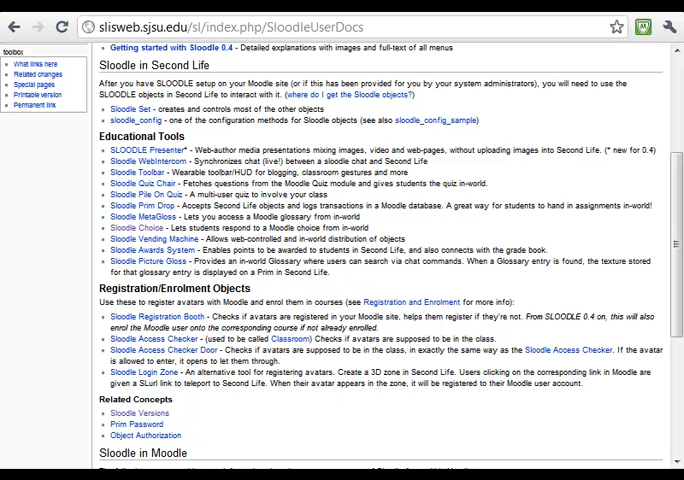 slisweb.sjsu.edu/sl/index.php/SloodleUserDocs
toolbox
What links here
Related changes
Special pages
Printable version
Permanent link
Getting started with Sloodle 0.4 - Detailed explanations with images and full-text of all menus
Sloodle in Second Life
After you have SLOODLE setup on your Moodle site (or if this has been provided for you by your system administrators), you will need to use the
SLOODLE objects in Second Life to interact with it. (where do I get the Sloodle objects?)
Sloodle Set - creates and controls most of the other objects
sloodle_config - one of the configuration methods for Sloodle objects (see also sloodle_config_sample)
Educational Tools
SLOODLE Presenter* - Web-author media presentations mixing images, video and web-pages, without uploading images into Second Life. (* new for 0.4)
Sloodle WebIntercom - Synchronizes chat (live!) between a sloodle chat and Second Life
Sloodle Toolbar - Wearable toolbar/HUD for blogging, classroom gestures and more
Sloodle Quiz Chair - Fetches questions from the Moodle Quiz module and gives students the quiz in-world.
Sloodle Pile On Quiz - A multi-user quiz to involve your class
Sloodle Prim Drop - Accepts Second Life objects and logs transactions in a Moodle database. A great way for students to hand in assignments in-world!
Sloodle MetaGloss - Lets you access a Moodle glossary from in-world
Sloodle Choice - Lets students respond to a Moodle choice from in-world
Sloodle Vending Machine - Allows web-controlled and in-world distribution of objects
Sloodle Awards System - Enables points to be awarded to students in Second Life, and also connects with the grade book.
Sloodle Picture Gloss - Provides an in-world Glossary where users can search via chat commands. When a Glossary entry is found, the texture stored
for that glossary entry is displayed on a Prim in Second Life.
Registration/Enrolment Objects
Use these to register avatars with Moodle and enrol them in courses (see Registration and Enrolment for more info):
Sloodle Registration Booth - Checks if avatars are registered in your Moodle site, helps them register if they're not. From SLOODLE 0.4 on, this will also
enrol the Moodle user onto the corresponding course if not already enrolled.
Sloodle Access Checker - (used to be called Classroom) Checks if avatars are supposed to be in the class.
Sloodle Access Checker Door - Checks if avatars are supposed to be in the class, in exactly the same way as the Sloodle Access Checker. If the avatar
is allowed to enter, it opens to let them through.
Sloodle Login Zone - An alternative tool for registering avatars. Create a 3D zone in Second Life. Users clicking on the corresponding link in Moodle are
given a SLurl link to teleport to Second Life. When their avatar appears in the zone, it will be registered to their Moodle user account.
Related Concepts
Sloodle Versions
Prim Password
Object Authorization
Sloodle in Moodle